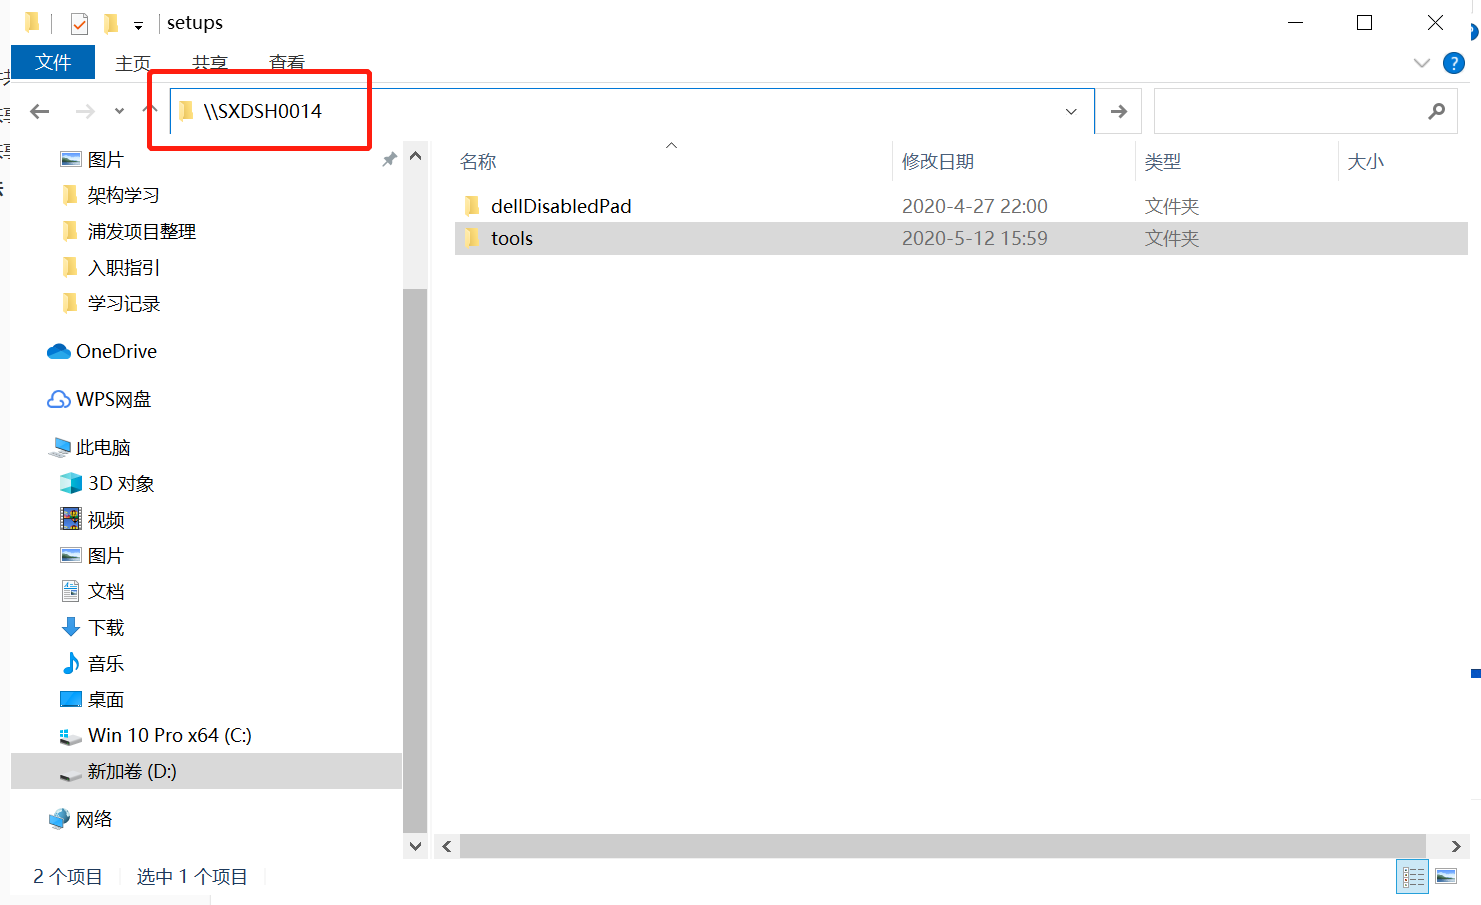 setups
文件 主页 共享 查看
\\SXDSH0014
图片
架构学习
浦发项目整理
入职指引
学习记录
OneDrive
WPS网盘
此电脑
3D 对象
视频
图片
文档
下载
音乐
桌面
Win 10 Pro x64 (C:)
新加卷 (D:)
网络
名称 修改日期 类型 大小
dellDisabledPad 2020-4-27 22:00 文件夹
tools 2020-5-12 15:59 文件夹
2 个项目 选中 1 个项目